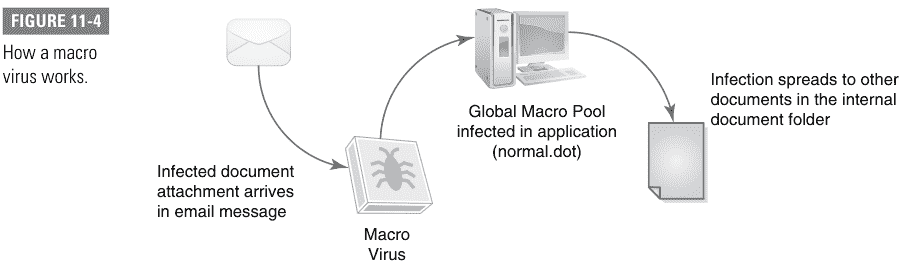 FIGURE 11-4
How a macro
virus works.
Infected document
attachment arrives
in email message
Macro
Virus
Global Macro Pool
infected in application
(normal.dot)
Infection spreads to other
documents in the internal
document folder